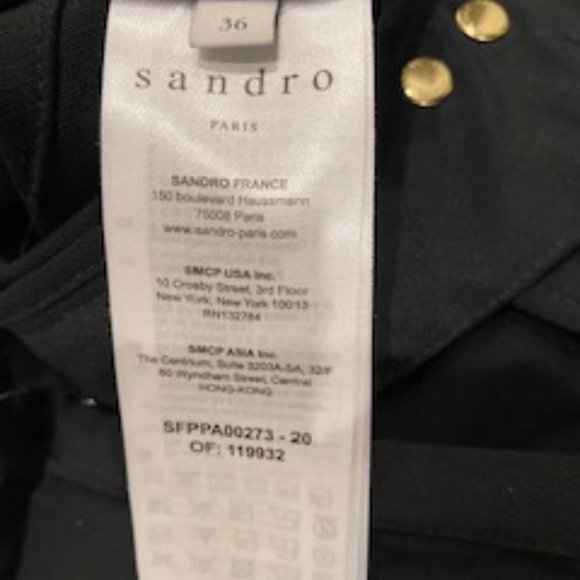 36
sandro
PARIS
SANDRO FRANCE
150 boulevard Haussmann
75008 Paris
www.sandro-paris.com
SMCP USA Inc.
10 Crosby Street, 3rd Floor
New York, New York 10013
RN132784
SMCP ASIA Inc.
The Centrium, Suite 3203A-5A, 32/F
60 Wyndham Street, Central
HONG-KONG
SFPPA00273 - 20
OF: 119932